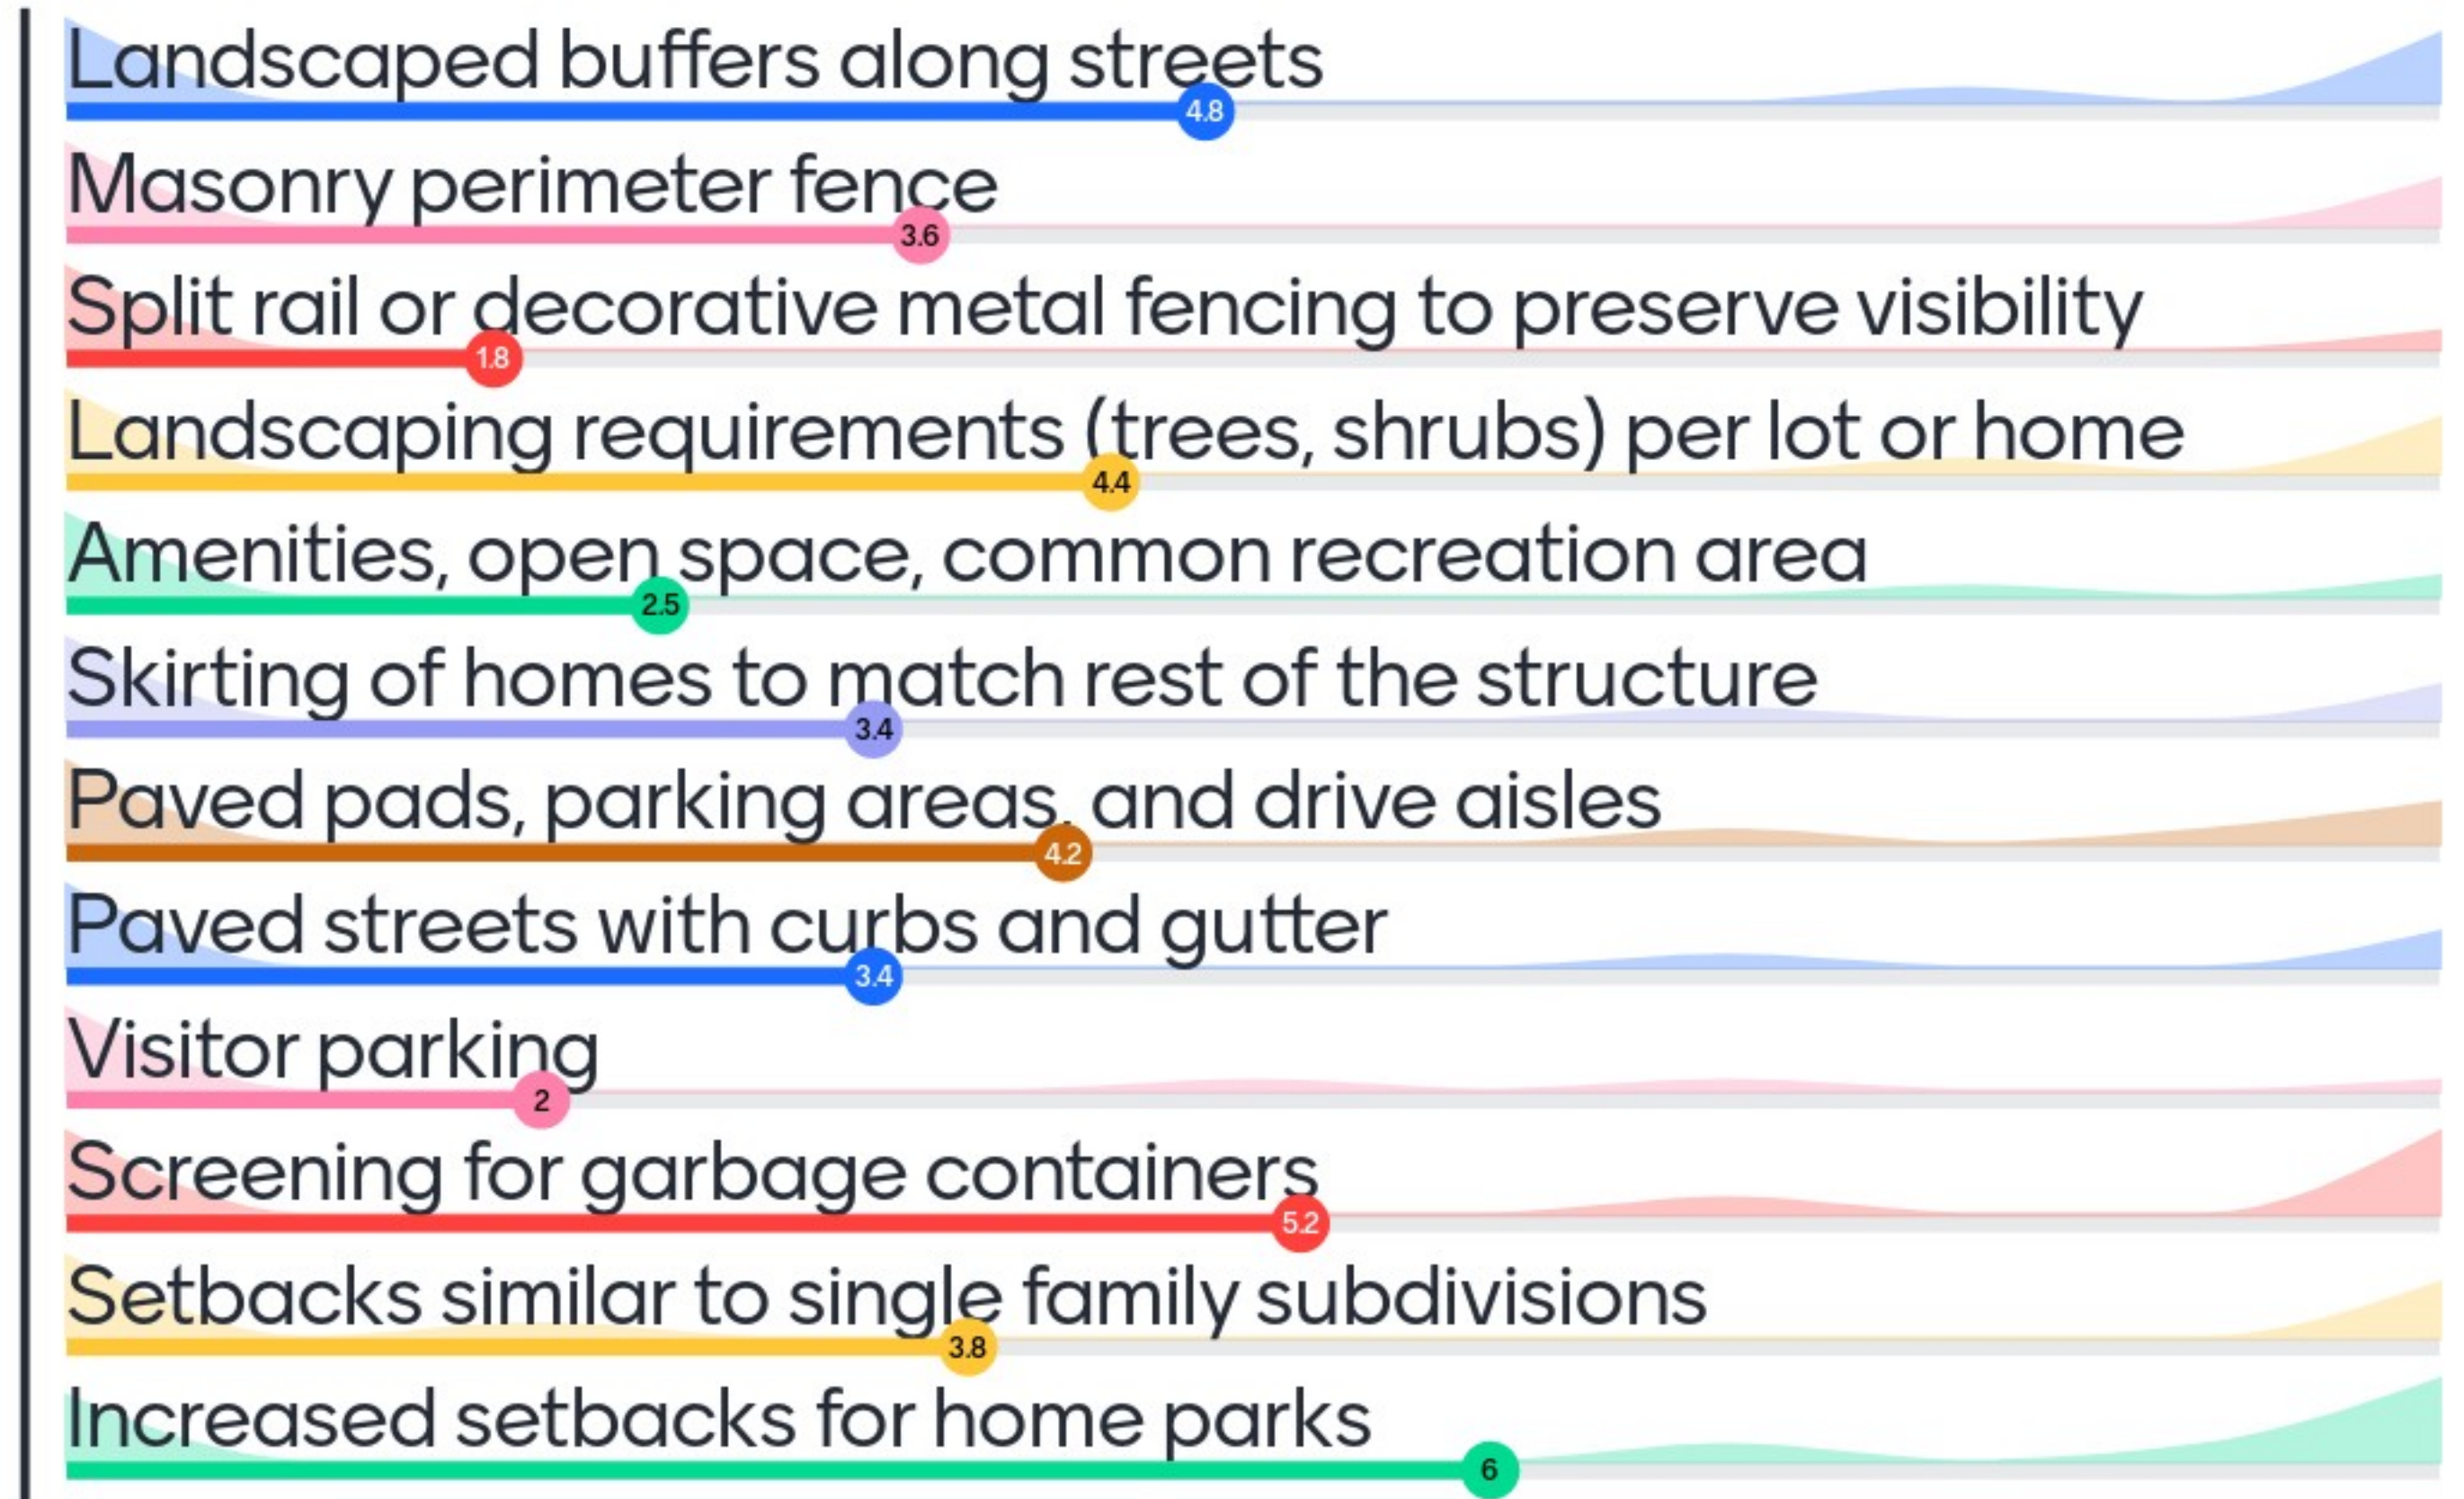 Landscaped buffers along streets
4.8
Masonry perimeter fence
3.6
Split rail or decorative metal fencing to preserve visibility
1.8
Landscaping requirements (trees, shrubs) per lot or home
4.4
Amenities, open space, common recreation area
2.5
Skirting of homes to match rest of the structure
3.4
Paved pads, parking areas, and drive aisles
4.2
Paved streets with curbs and gutter
3.4
Visitor parking
2
Screening for garbage containers
5.2
Setbacks similar to single family subdivisions
3.8
Increased setbacks for home parks
6